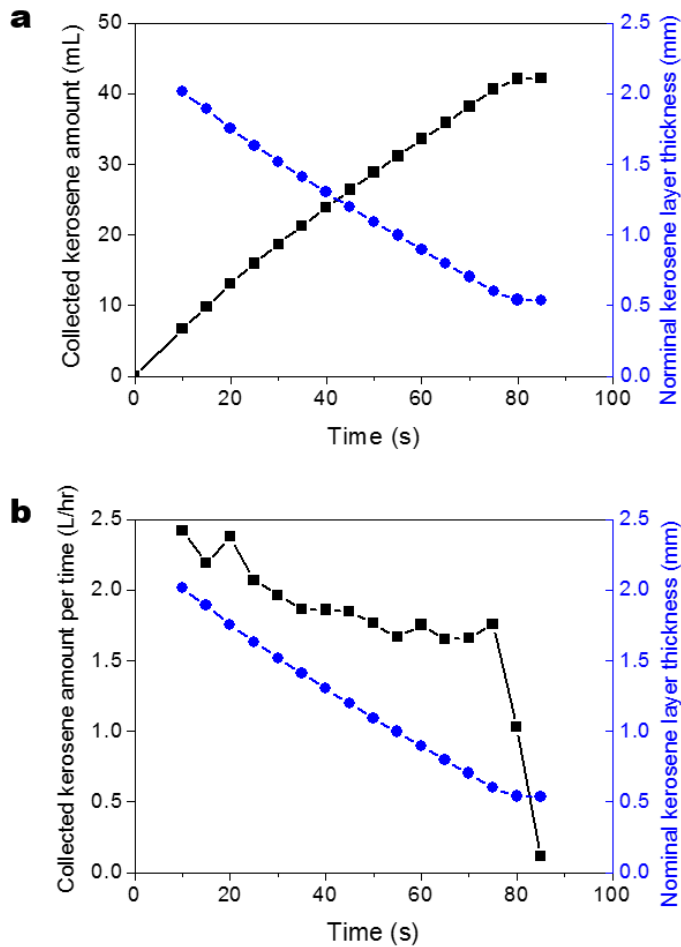 a
Collected kerosene amount (mL)
50
40
30
20
10
0
2.5
2.0
1.5
1.0
0.5
0.0
Norminal kerosene layer thickness (mm)
0 20 40 60 80 100
Time (s)
b
Collected kerosene amount per time (L/hr)
2.5
2.0
1.5
1.0
0.5
0.0
2.5
2.0
1.5
1.0
0.5
0.0
Nominal kerosene layer thickness (mm)
0 20 40 60 80 100
Time (s)